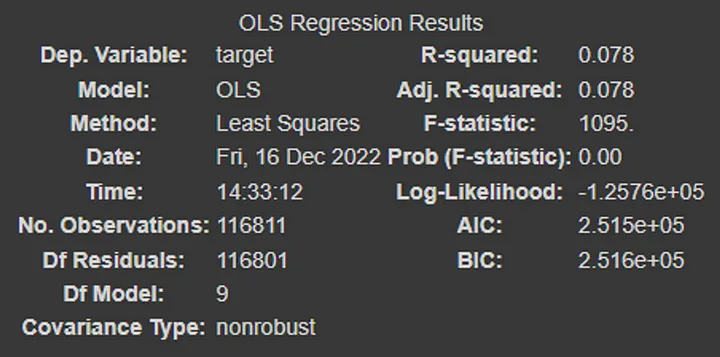 OLS Regression Results
Dep. Variable: target R-squared: 0.078
Model: OLS Adj. R-squared: 0.078
Method: Least Squares F-statistic: 1095.
Date: Fri, 16 Dec 2022 Prob (F-statistic): 0.00
Time: 14:33:12 Log-Likelihood: -1.2576e+05
No. Observations: 116811 AIC: 2.515e+05
Df Residuals: 116801 BIC: 2.516e+05
Df Model: 9
Covariance Type: nonrobust